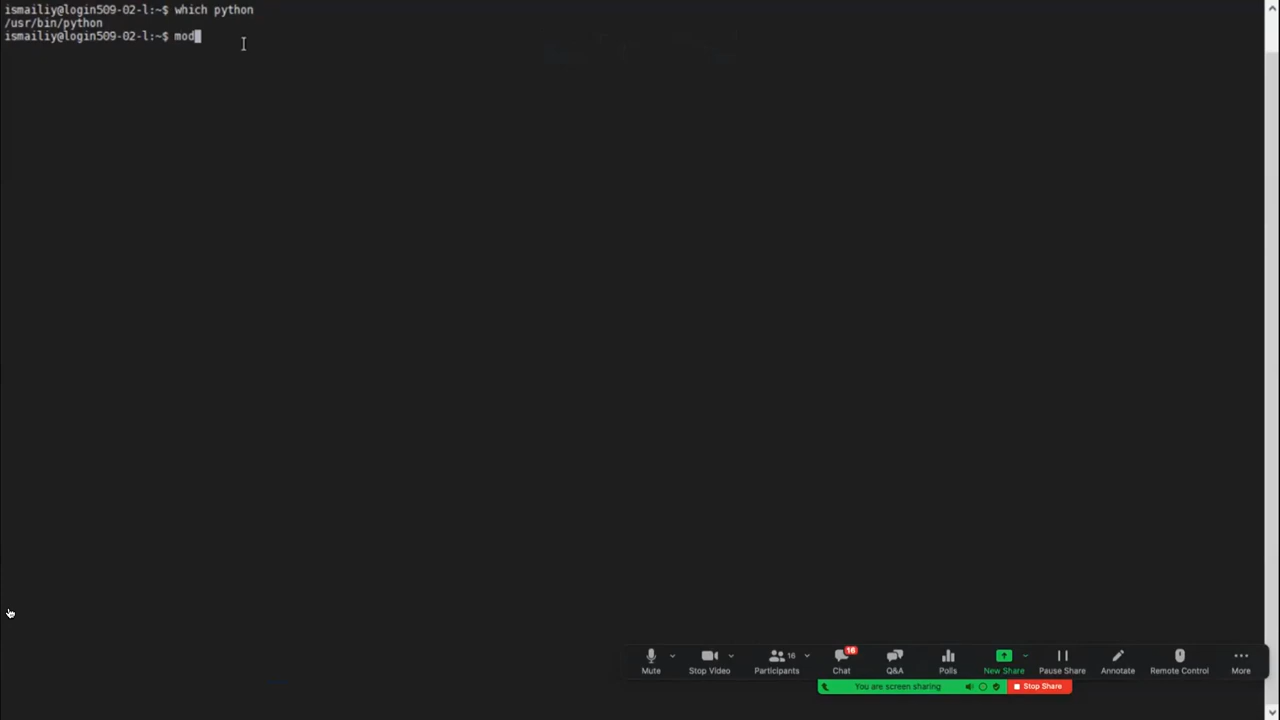 ismailiy@login509-02-l:~$ which python
/usr/bin/python
ismailiy@login509-02-l:~$ mod
Mute
Stop Video
16
Participants
16
Chat
Q&A
Polls
New Share
Pause Share
Annotate
Remote Control
More
You are screen sharing
Stop Share